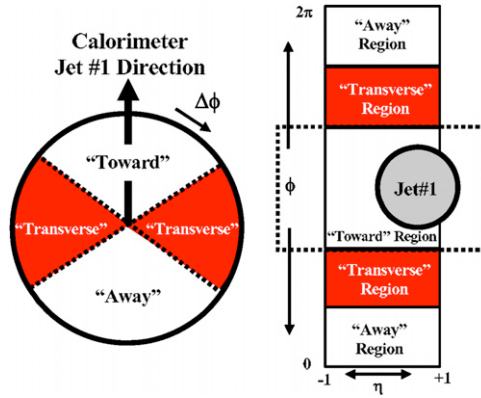 Calorimeter
Jet #1 Direction
Δϕ
“Toward”
“Transverse” “Transverse”
“Away”
2π
“Away”
Region
“Transverse”
Region
ϕ
Jet#1
“Toward” Region
“Transverse”
Region
“Away”
Region
0
-1 η +1